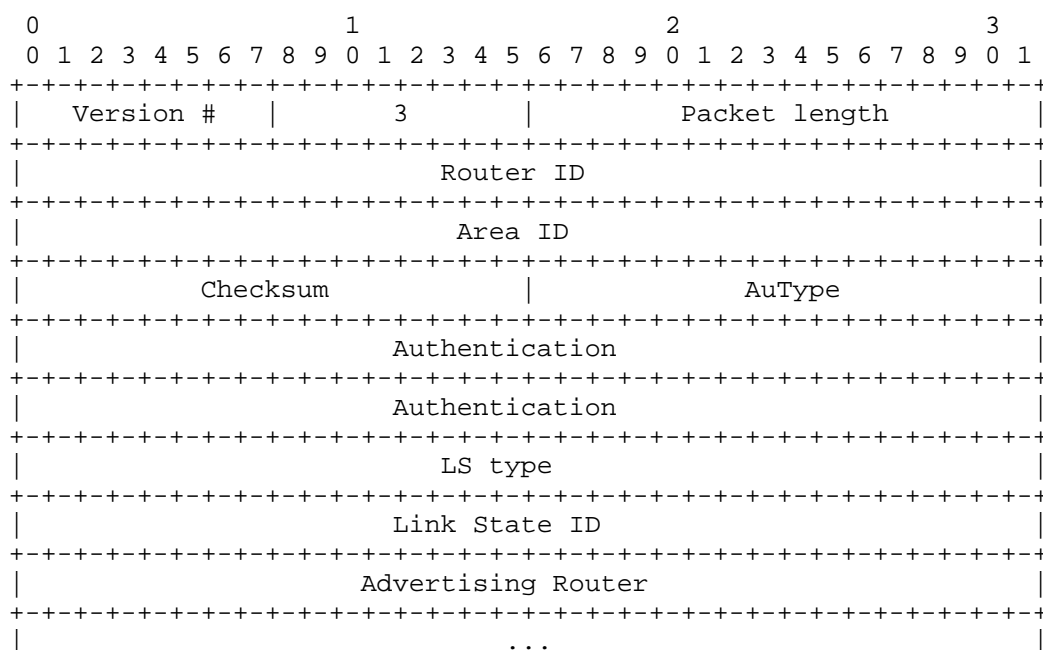 0                   1                   2                   3
0 1 2 3 4 5 6 7 8 9 0 1 2 3 4 5 6 7 8 9 0 1 2 3 4 5 6 7 8 9 0 1
+-+-+-+-+-+-+-+-+-+-+-+-+-+-+-+-+-+-+-+-+-+-+-+-+-+-+-+-+-+-+-+-+
|   Version #   |       3       |         Packet length         |
+-+-+-+-+-+-+-+-+-+-+-+-+-+-+-+-+-+-+-+-+-+-+-+-+-+-+-+-+-+-+-+-+
|                          Router ID                            |
+-+-+-+-+-+-+-+-+-+-+-+-+-+-+-+-+-+-+-+-+-+-+-+-+-+-+-+-+-+-+-+-+
|                           Area ID                             |
+-+-+-+-+-+-+-+-+-+-+-+-+-+-+-+-+-+-+-+-+-+-+-+-+-+-+-+-+-+-+-+-+
|           Checksum            |             AuType            |
+-+-+-+-+-+-+-+-+-+-+-+-+-+-+-+-+-+-+-+-+-+-+-+-+-+-+-+-+-+-+-+-+
|                       Authentication                          |
+-+-+-+-+-+-+-+-+-+-+-+-+-+-+-+-+-+-+-+-+-+-+-+-+-+-+-+-+-+-+-+-+
|                       Authentication                          |
+-+-+-+-+-+-+-+-+-+-+-+-+-+-+-+-+-+-+-+-+-+-+-+-+-+-+-+-+-+-+-+-+
|                          LS type                              |
+-+-+-+-+-+-+-+-+-+-+-+-+-+-+-+-+-+-+-+-+-+-+-+-+-+-+-+-+-+-+-+-+
|                       Link State ID                           |
+-+-+-+-+-+-+-+-+-+-+-+-+-+-+-+-+-+-+-+-+-+-+-+-+-+-+-+-+-+-+-+-+
|                     Advertising Router                        |
+-+-+-+-+-+-+-+-+-+-+-+-+-+-+-+-+-+-+-+-+-+-+-+-+-+-+-+-+-+-+-+-+
|                              ...                              |